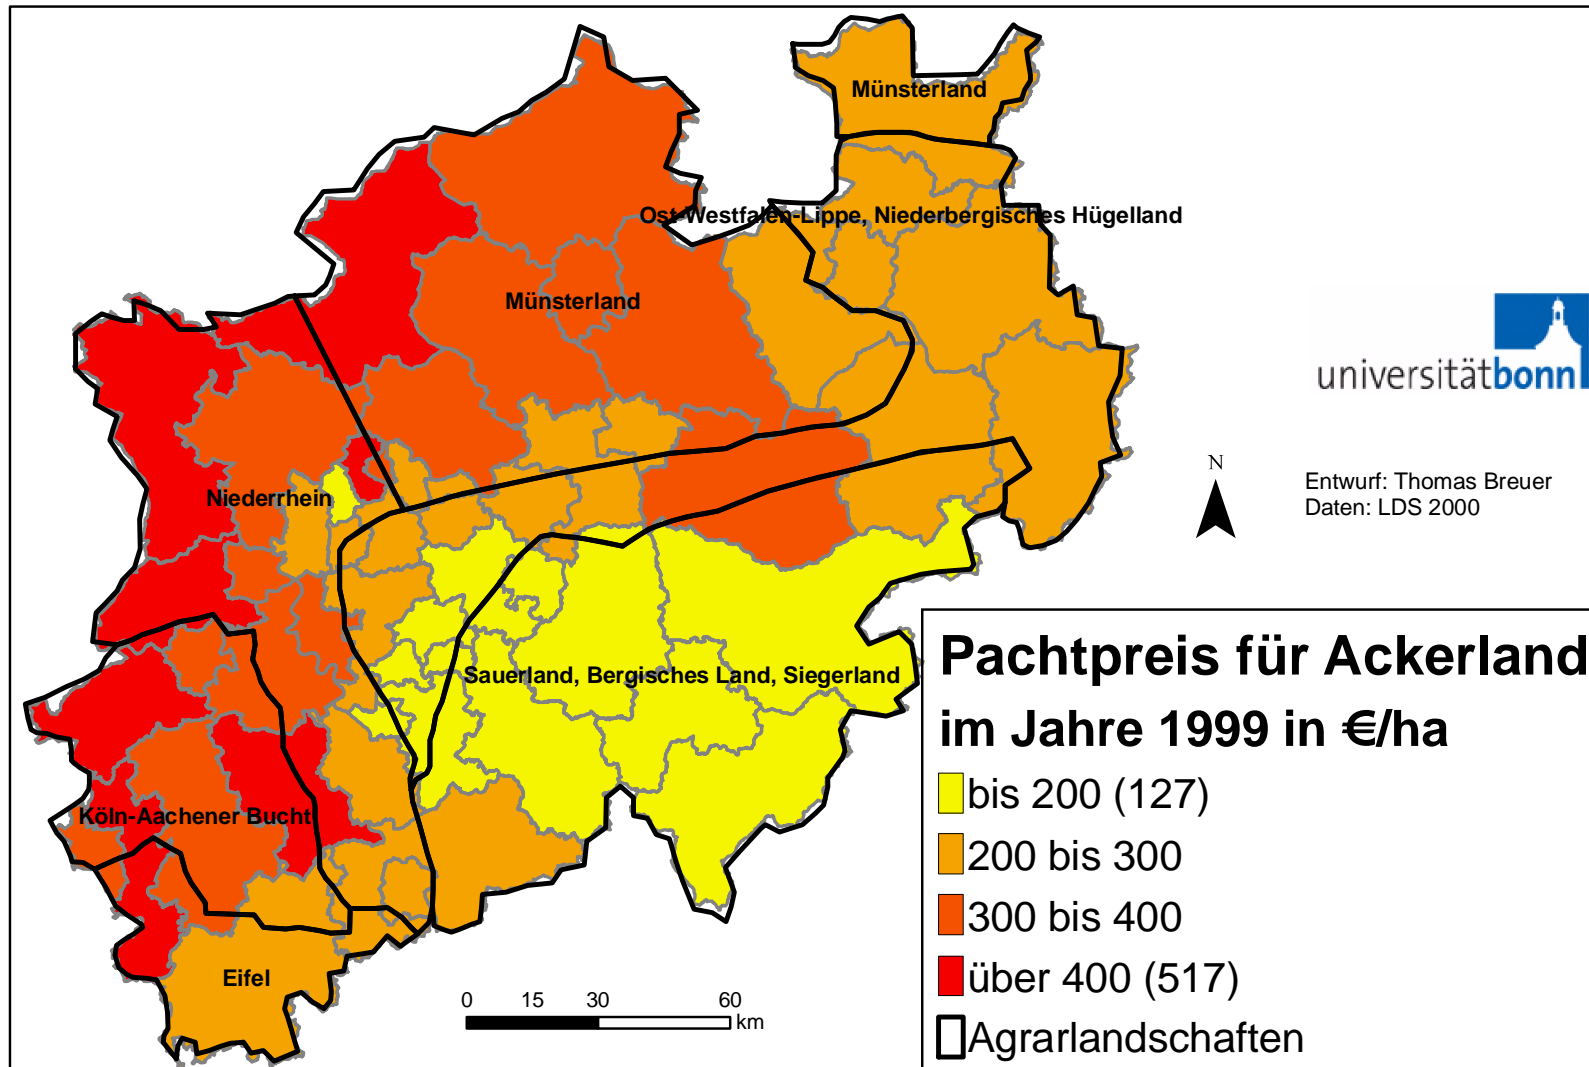 Münsterland
Ost-Westfalen-Lippe, Niederbergisches Hügelland
Münsterland
universitätbonn
N
Entwurf: Thomas Breuer
Daten: LDS 2000
Niederrhein
Sauerland, Bergisches Land, Siegerland
Köln-Aachener Bucht
Eifel
0 15 30 60
km
Pachtpreis für Ackerland
im Jahre 1999 in €/ha
bis 200 (127)
200 bis 300
300 bis 400
über 400 (517)
Agrarlandschaften